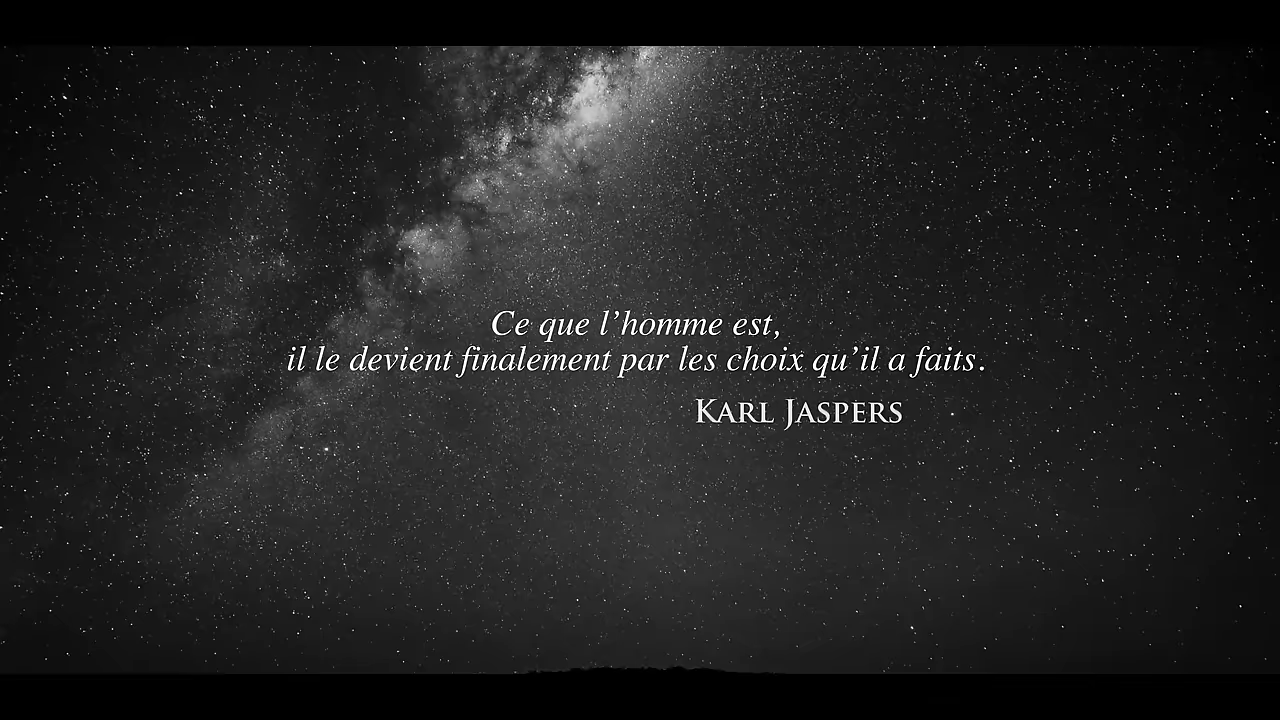 Ce que l’homme est,
il le devient finalement par les choix qu’il a faits.
KARL JASPERS